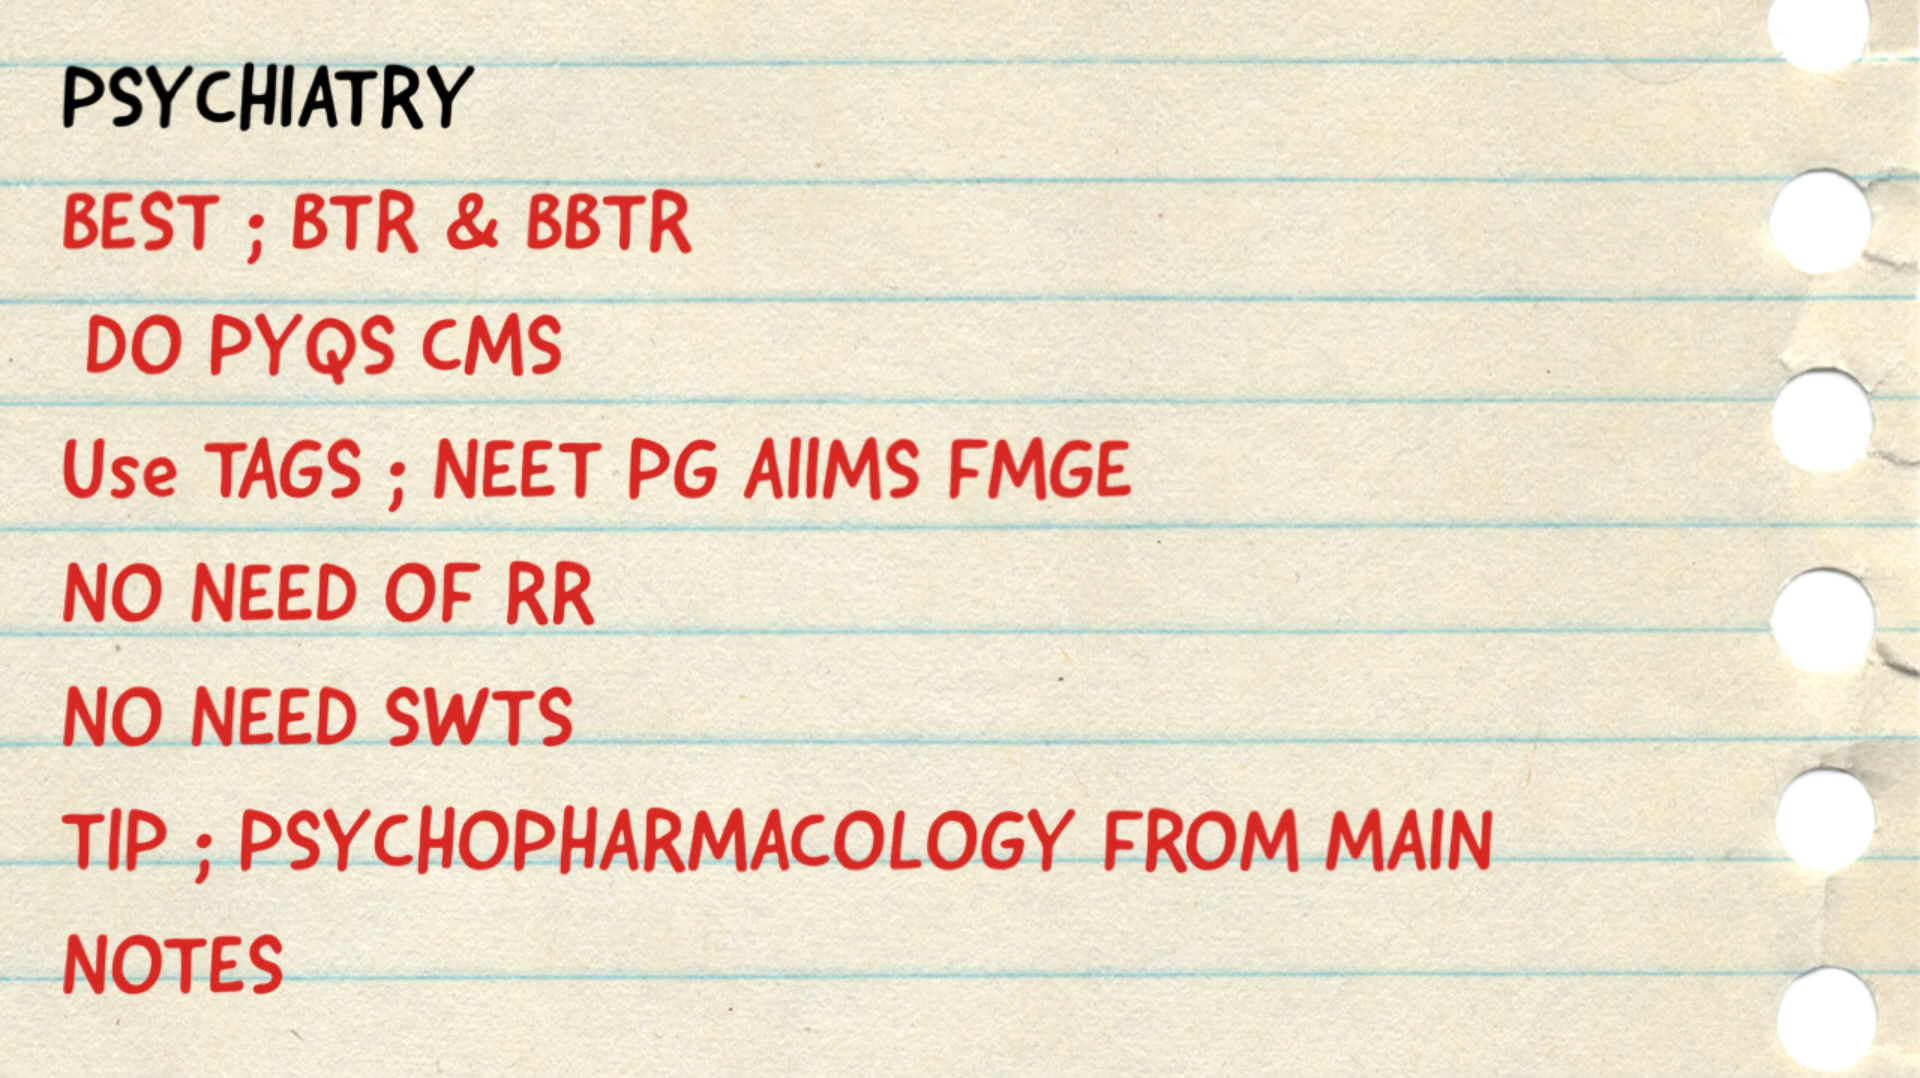 PSYCHIATRY
BEST ; BTR & BBTR
DO PYQS CMS
Use TAGS ; NEET PG AIIMS FMGE
NO NEED OF RR
NO NEED SWTS
TIP ; PSYCHOPHARMACOLOGY FROM MAIN
NOTES